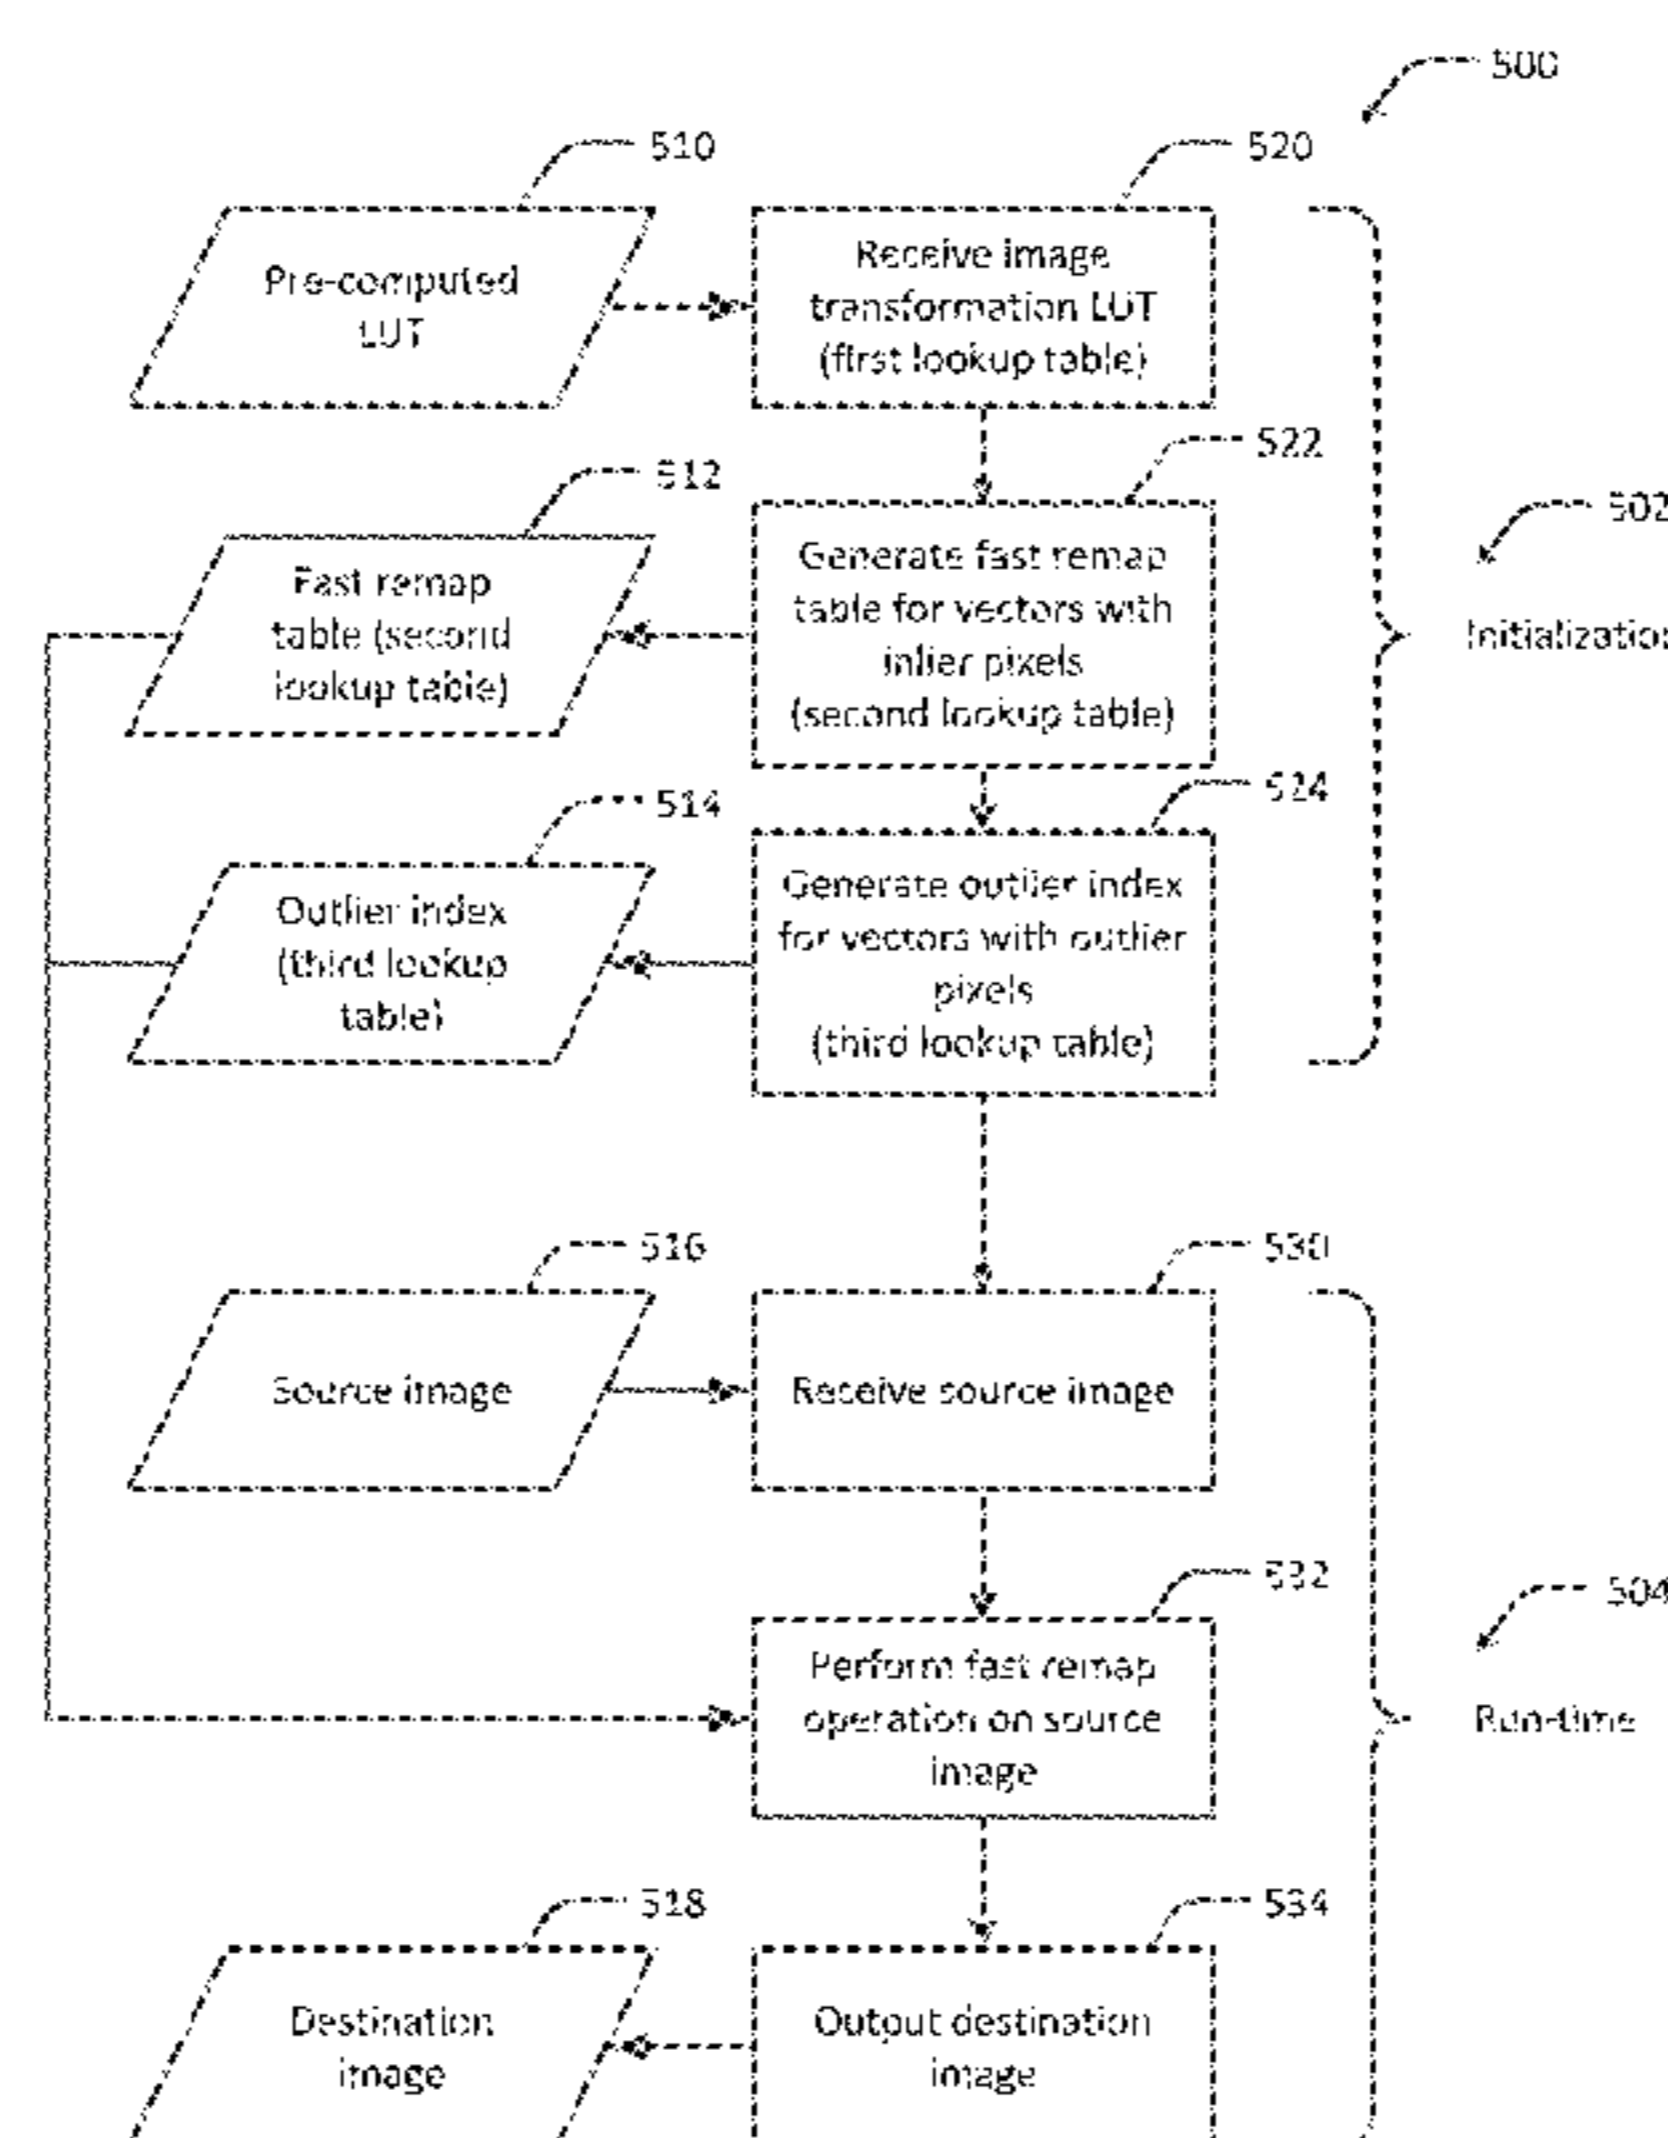 500
510
520
Pre-computed
LUT
Receive image
transformation LUT
(first lookup table)
512
522
502
Fast remap
table (second
lookup table)
Generate fast remap
table for vectors with
inlier pixels
(second lookup table)
Initialization
514
524
Outlier index
(third lookup
table)
Generate outlier index
for vectors with outlier
pixels
(third lookup table)
516
530
Source image
Receive source image
532
504
Perform fast remap
operation on source
image
Run-time
518
534
Destination
image
Output destination
image